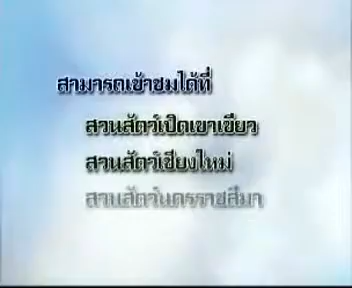 สามารถเข้าชมได้ที่
สวนสัตว์เปิดเขาเขียว
สวนสัตว์เชียงใหม่
สวนสัตว์นครราชสีมา